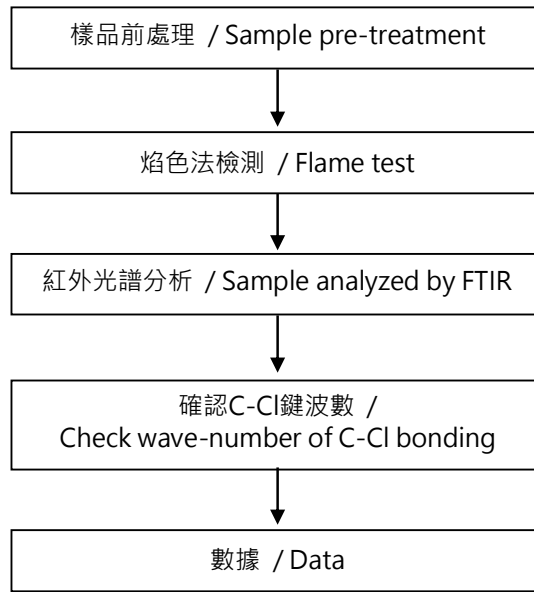 樣品前處理 / Sample pre-treatment
焰色法檢測 / Flame test
紅外光譜分析 / Sample analyzed by FTIR
確認C-Cl鍵波數 /
Check wave-number of C-Cl bonding
數據 / Data